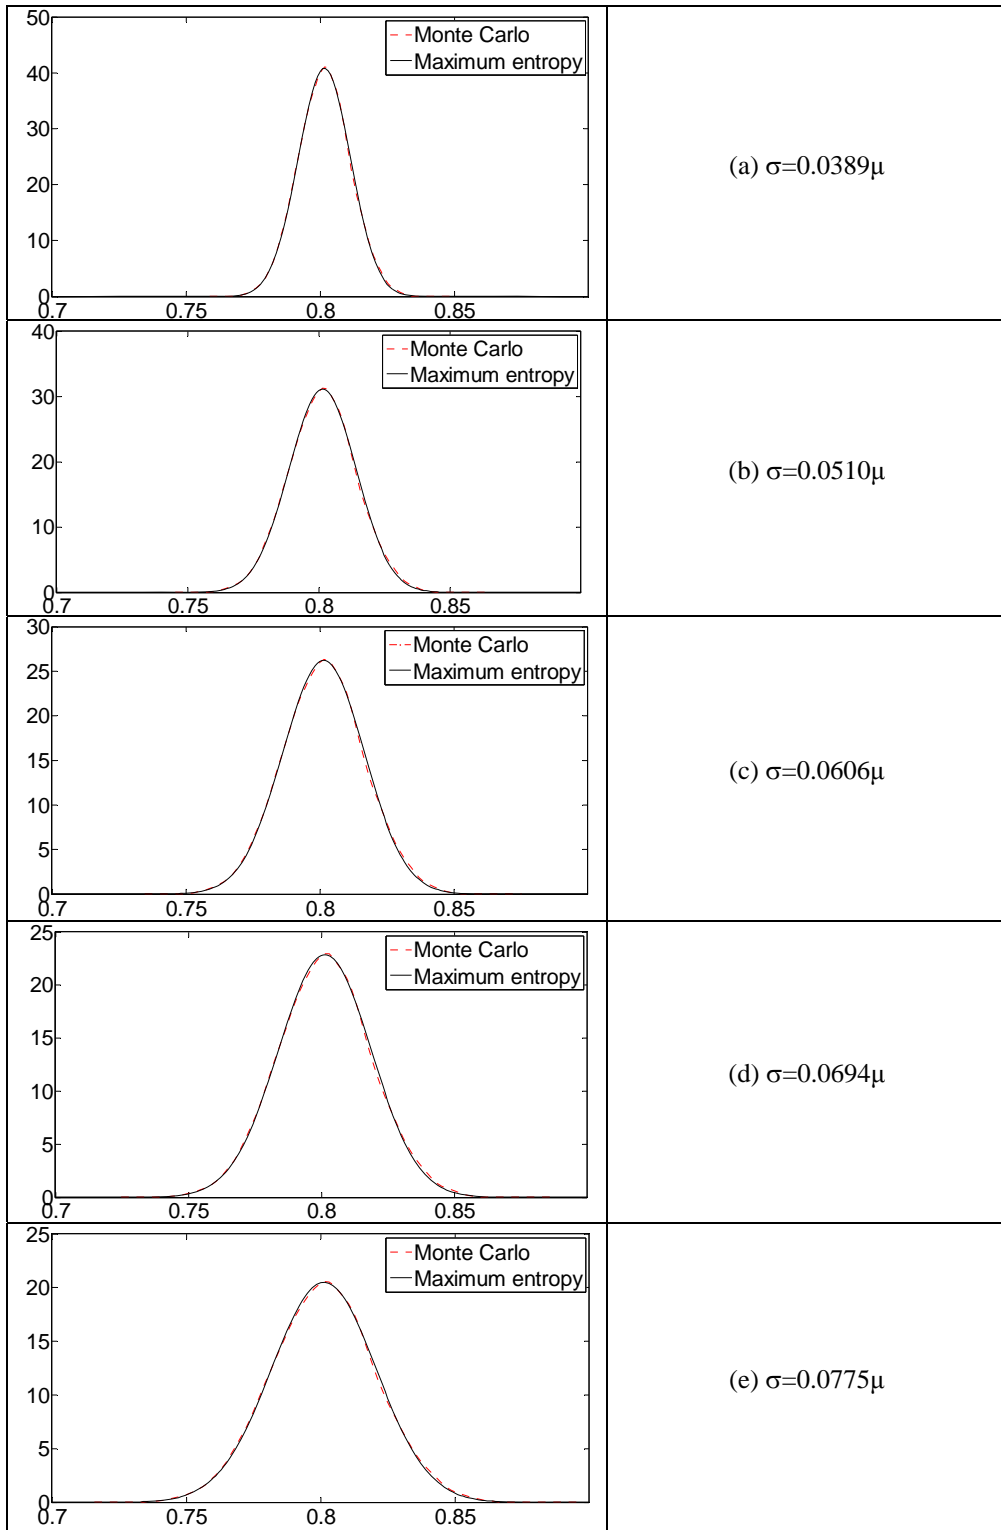 50
40
30
20
10
0
0.7 0.75 0.8 0.85
Monte Carlo
Maximum entropy
(a) σ=0.0389μ
40
30
20
10
0
0.7 0.75 0.8 0.85
Monte Carlo
Maximum entropy
(b) σ=0.0510μ
30
25
20
15
10
5
0
0.7 0.75 0.8 0.85
Monte Carlo
Maximum entropy
(c) σ=0.0606μ
25
20
15
10
5
0
0.7 0.75 0.8 0.85
Monte Carlo
Maximum entropy
(d) σ=0.0694μ
25
20
15
10
5
0
0.7 0.75 0.8 0.85
Monte Carlo
Maximum entropy
(e) σ=0.0775μ